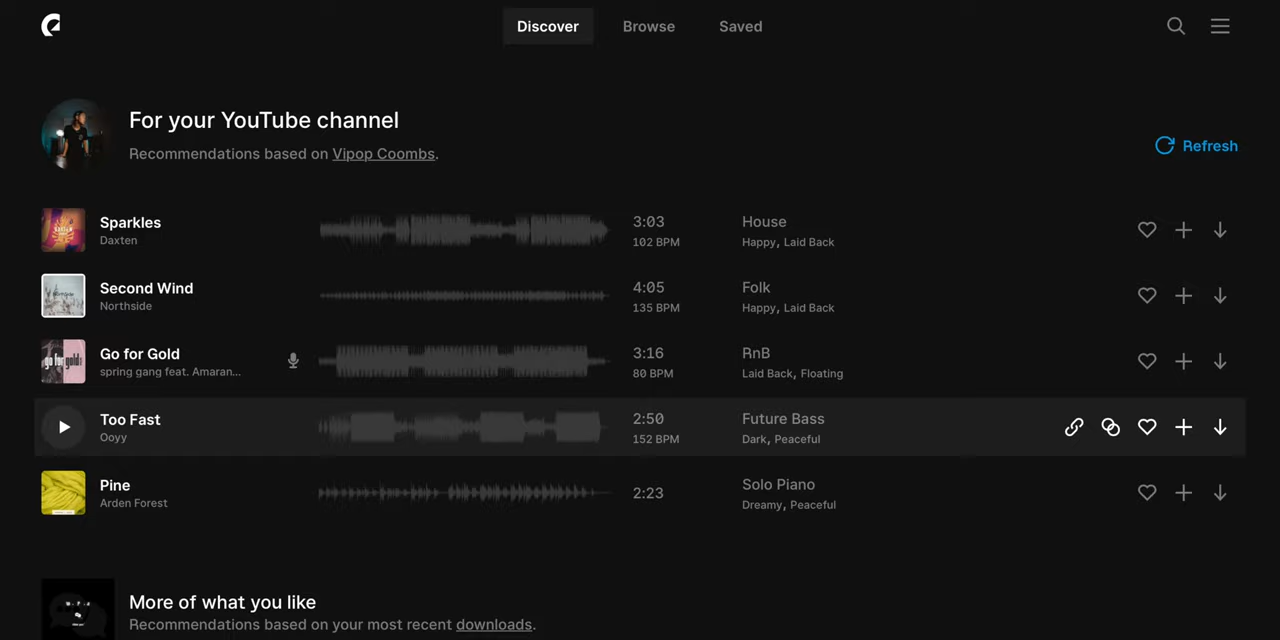 Discover Browse Saved
For your YouTube channel
Recommendations based on Vipop Coombs.
Refresh
Sparkles
Daxten
3:03
102 BPM
House
Happy, Laid Back
Second Wind
Northside
4:05
135 BPM
Folk
Happy, Laid Back
go for gold
Go for Gold
spring gang feat. Amaran...
3:16
80 BPM
RnB
Laid Back, Floating
Too Fast
Ooyy
2:50
152 BPM
Future Bass
Dark, Peaceful
Pine
Arden Forest
2:23
Solo Piano
Dreamy, Peaceful
More of what you like
Recommendations based on your most recent downloads.